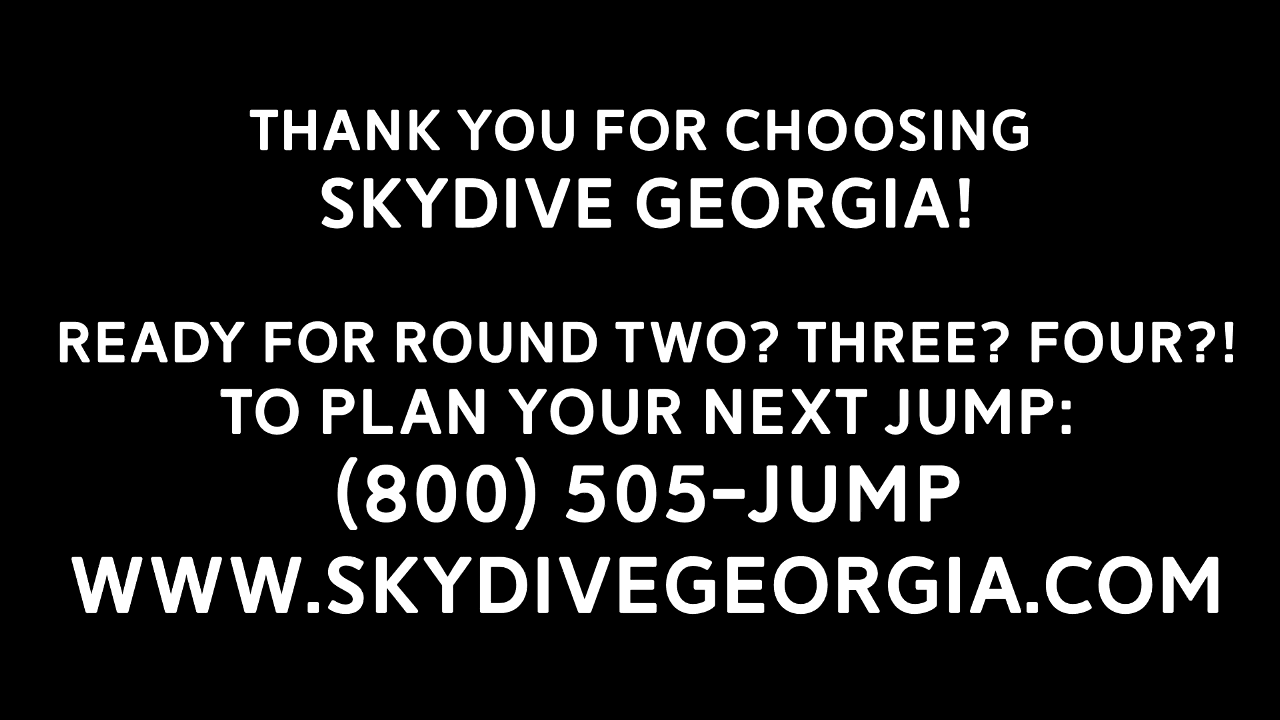 THANK YOU FOR CHOOSING
SKYDIVE GEORGIA!
READY FOR ROUND TWO? THREE? FOUR?!
TO PLAN YOUR NEXT JUMP:
(800) 505-JUMP
WWW.SKYDIVEGEORGIA.COM